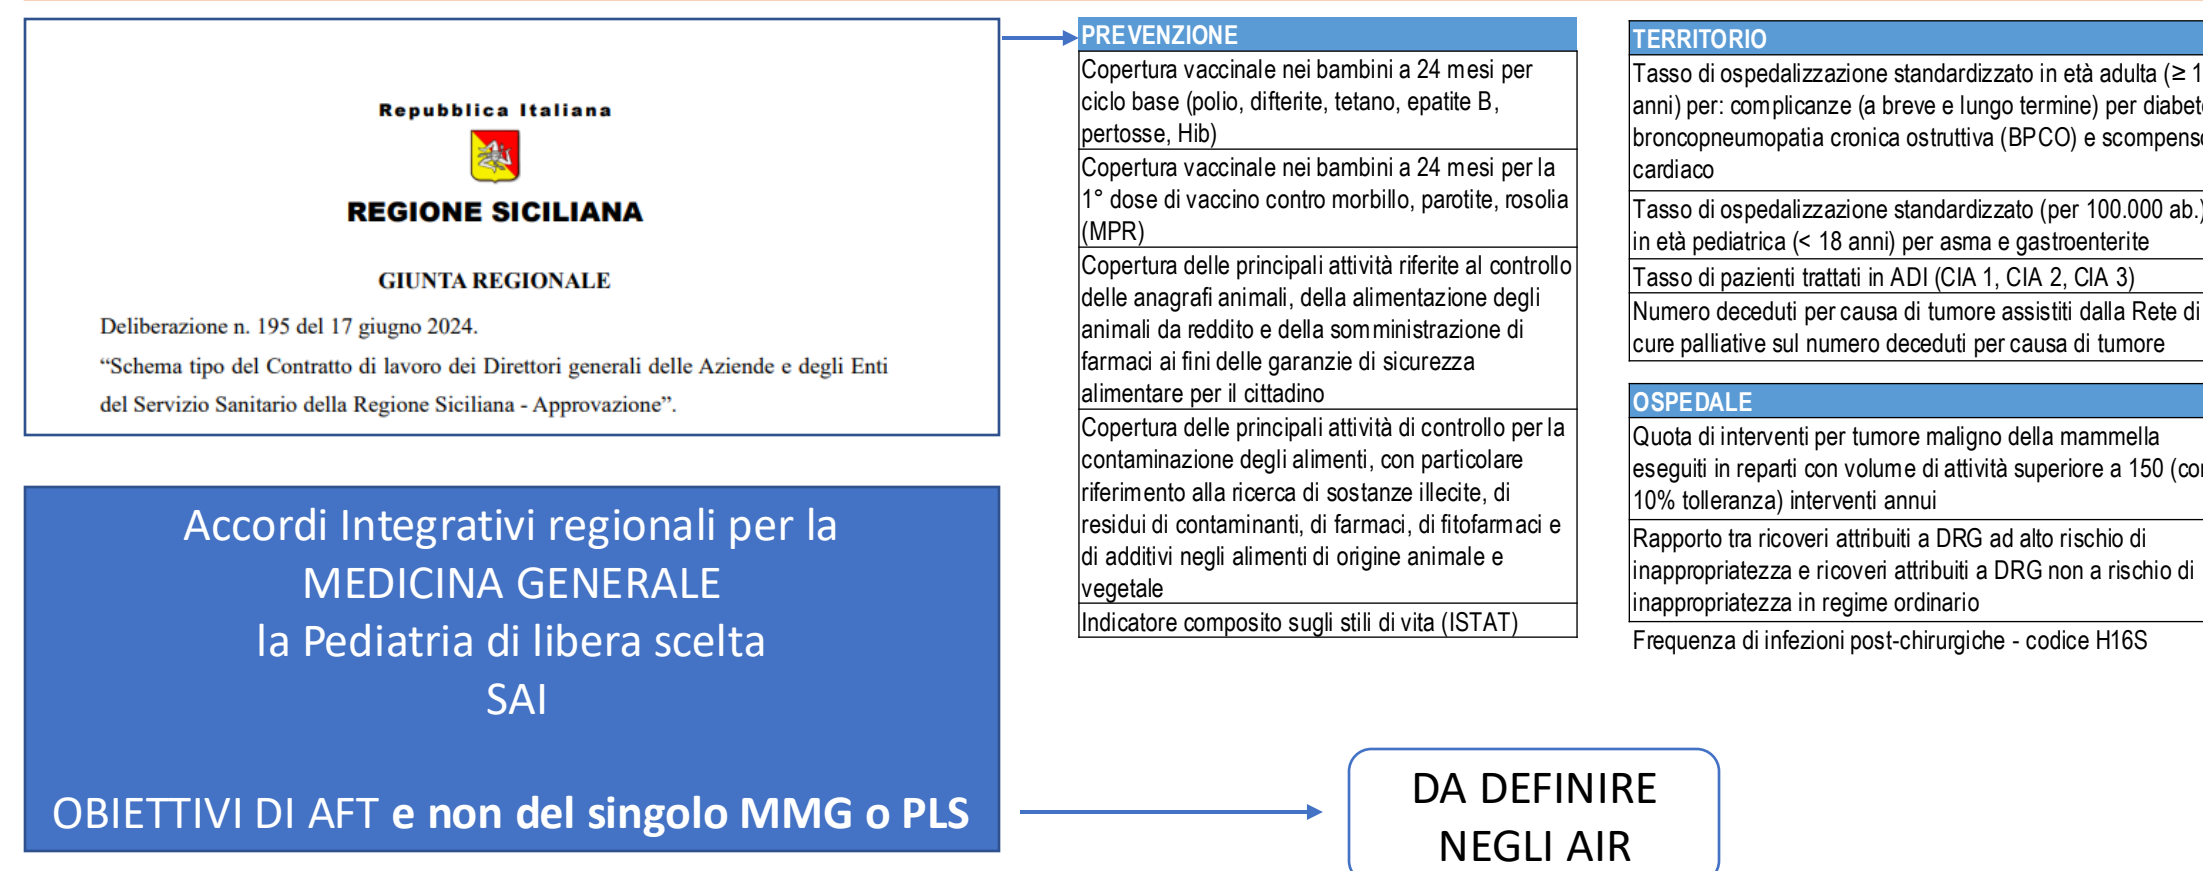 Repubblica Italiana
REGIONE SICILIANA
GIUNTA REGIONALE
Deliberazione n. 195 del 17 giugno 2024.
“Schema tipo del Contratto di lavoro dei Direttori generali delle Aziende e degli Enti
del Servizio Sanitario della Regione Siciliana - Approvazione”.
Accordi Integrativi regionali per la
MEDICINA GENERALE
la Pediatria di libera scelta
SAI
OBIETTIVI DI AFT e non del singolo MMG o PLS
PREVENZIONE
Copertura vaccinale nei bambini a 24 mesi per
ciclo base (polio, difterite, tetano, epatite B,
pertosse, Hib)
Copertura vaccinale nei bambini a 24 mesi per la
1° dose di vaccino contro morbillo, parotite, rosolia
(MPR)
Copertura delle principali attività riferite al controllo
delle anagrafi animali, della alimentazione degli
animali da reddito e della somministrazione di
farmaci ai fini delle garanzie di sicurezza
alimentare per il cittadino
Copertura delle principali attività di controllo per la
contaminazione degli alimenti, con particolare
riferimento alla ricerca di sostanze illecite, di
residui di contaminanti, di farmaci, di fitofarmaci e
di additivi negli alimenti di origine animale e
vegetale
Indicatore composito sugli stili di vita (ISTAT)
TERRITORIO
Tasso di ospedalizzazione standardizzato in età adulta (≥
anni) per: complicanze (a breve e lungo termine) per
broncopneumopatia cronica ostruttiva (BPCO) e
cardiaco
Tasso di ospedalizzazione standardizzato (per 100.000 ab.)
in età pediatrica (< 18 anni) per asma e gastroenterite
Tasso di pazienti trattati in ADI (CIA 1, CIA 2, CIA 3)
Numero deceduti per causa di tumore assistiti dalla Rete di
cure palliative sul numero deceduti per causa di tumore
OSPEDALE
Quota di interventi per tumore maligno della mammella
eseguiti in reparti con volume di attività superiore a 150
10% tolleranza) interventi annui
Rapporto tra ricoveri attribuiti a DRG ad alto rischio di
inappropriatezza e ricoveri attribuiti a DRG non a rischio di
inappropriatezza in regime ordinario
Frequenza di infezioni post-chirurgiche - codice H16S
DA DEFINIRE
NEGLI AIR